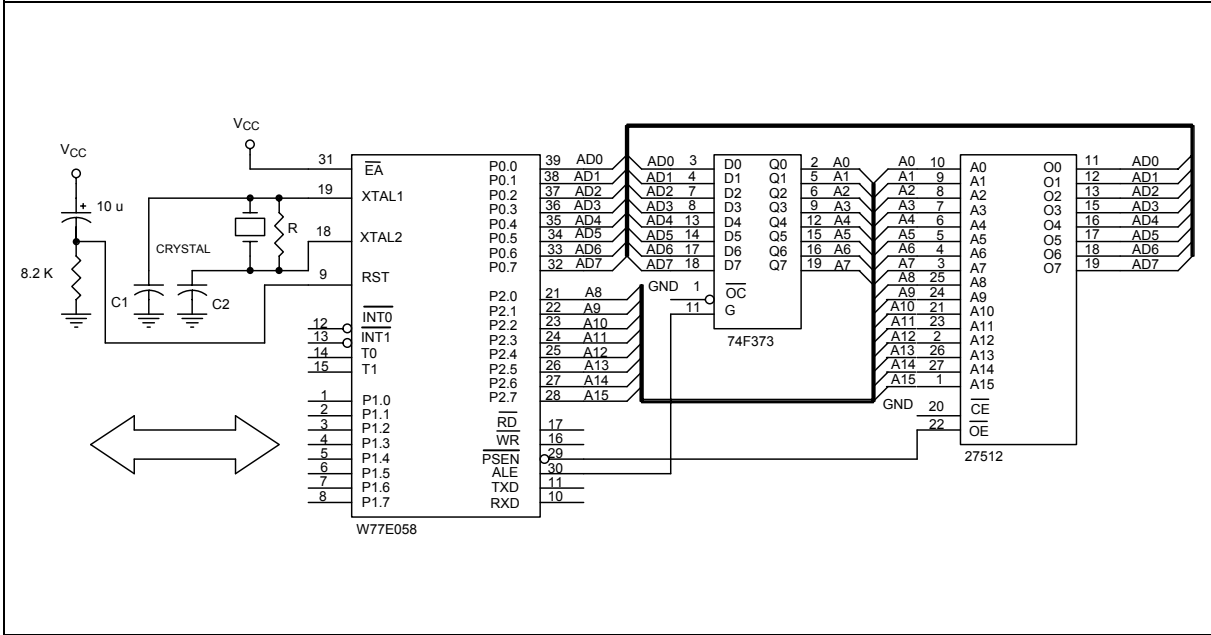 VCC
10 u
8.2 K
C1
C2
CRYSTAL
R
VCC
31 EA
19 XTAL1
18 XTAL2
9 RST
12 INT0
13 INT1
14 T0
15 T1
1 P1.0
2 P1.1
3 P1.2
4 P1.3
5 P1.4
6 P1.5
7 P1.6
8 P1.7
P0.0 39 AD0
P0.1 38 AD1
P0.2 37 AD2
P0.3 36 AD3
P0.4 35 AD4
P0.5 34 AD5
P0.6 33 AD6
P0.7 32 AD7
P2.0 21 A8
P2.1 22 A9
P2.2 23 A10
P2.3 24 A11
P2.4 25 A12
P2.5 26 A13
P2.6 27 A14
P2.7 28 A15
RD 17
WR 16
PSEN 29
ALE 30
TXD 11
RXD 10
W77E058
AD0 3 D0 Q0 2 A0
AD1 4 D1 Q1 5 A1
AD2 7 D2 Q2 6 A2
AD3 8 D3 Q3 9 A3
AD4 13 D4 Q4 12 A4
AD5 14 D5 Q5 15 A5
AD6 17 D6 Q6 16 A6
AD7 18 D7 Q7 19 A7
GND 1 OC
11 G
74F373
A0 10 A0 O0 11 AD0
A1 9 A1 O1 12 AD1
A2 8 A2 O2 13 AD2
A3 7 A3 O3 15 AD3
A4 6 A4 O4 16 AD4
A5 5 A5 O5 17 AD5
A6 4 A6 O6 18 AD6
A7 3 A7 O7 19 AD7
A8 25 A8
A9 24 A9
A10 21 A10
A11 23 A11
A12 2 A12
A13 26 A13
A14 27 A14
A15 1 A15
GND 20 CE
22 OE
27512